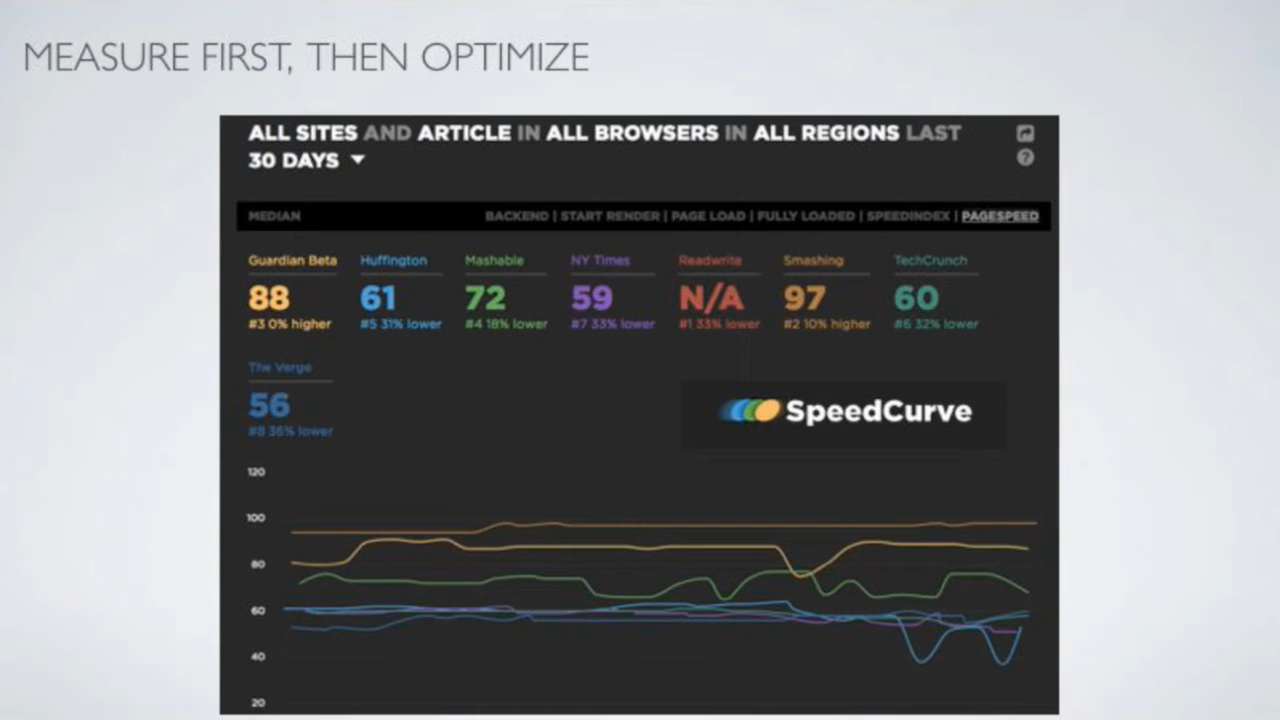 MEASURE FIRST, THEN OPTIMIZE
ALL SITES AND ARTICLE IN ALL BROWSERS IN ALL REGIONS LAST
30 DAYS
MEDIAN BACKEND | START RENDER | PAGE LOAD | FULLY LOADED | SPEEDINDEX | PAGESPEED
Guardian Beta Huffington Mashable NY Times Readwrite Smashing TechCrunch
88 61 72 59 N/A 97 60
#3 0% higher #5 31% lower #4 18% lower #7 33% lower #1 33% lower #2 10% higher #6 32% lower
The Verge
56
#8 36% lower
SpeedCurve
120
100
80
60
40
20